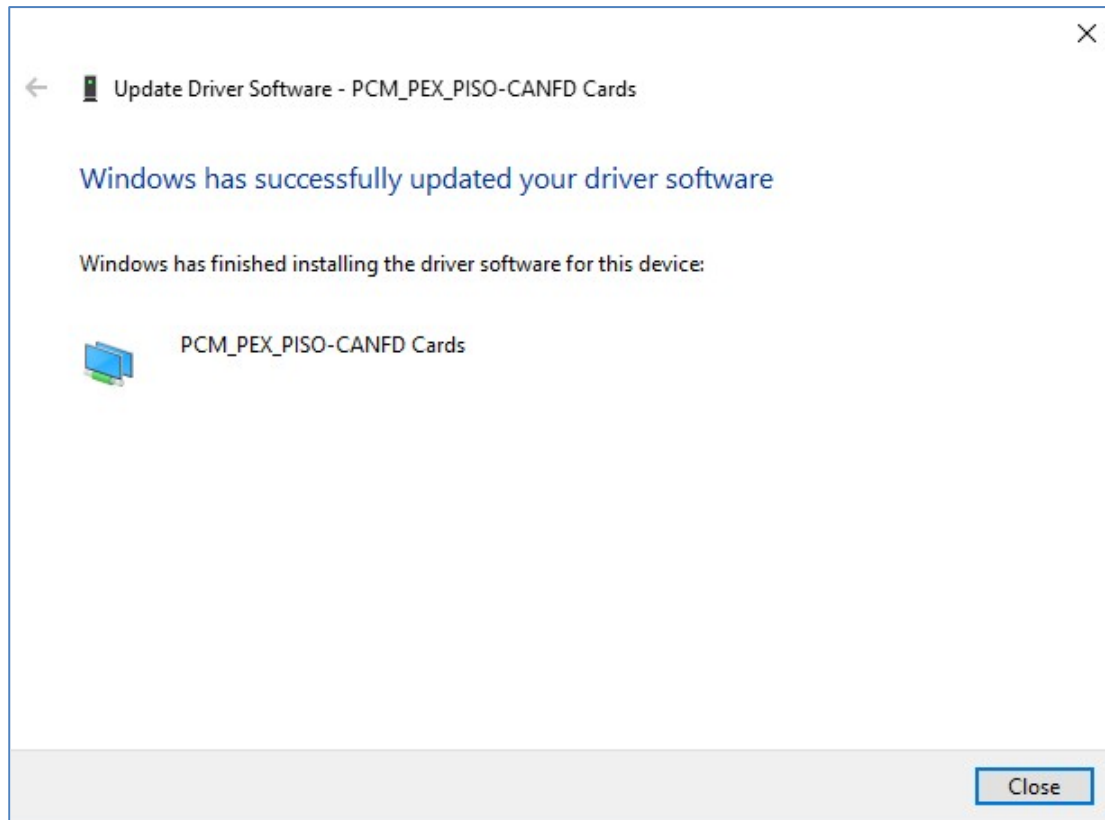 Update Driver Software - PCM_PEX_PISO-CANFD Cards
Windows has successfully updated your driver software
Windows has finished installing the driver software for this device:
PCM_PEX_PISO-CANFD Cards
Close